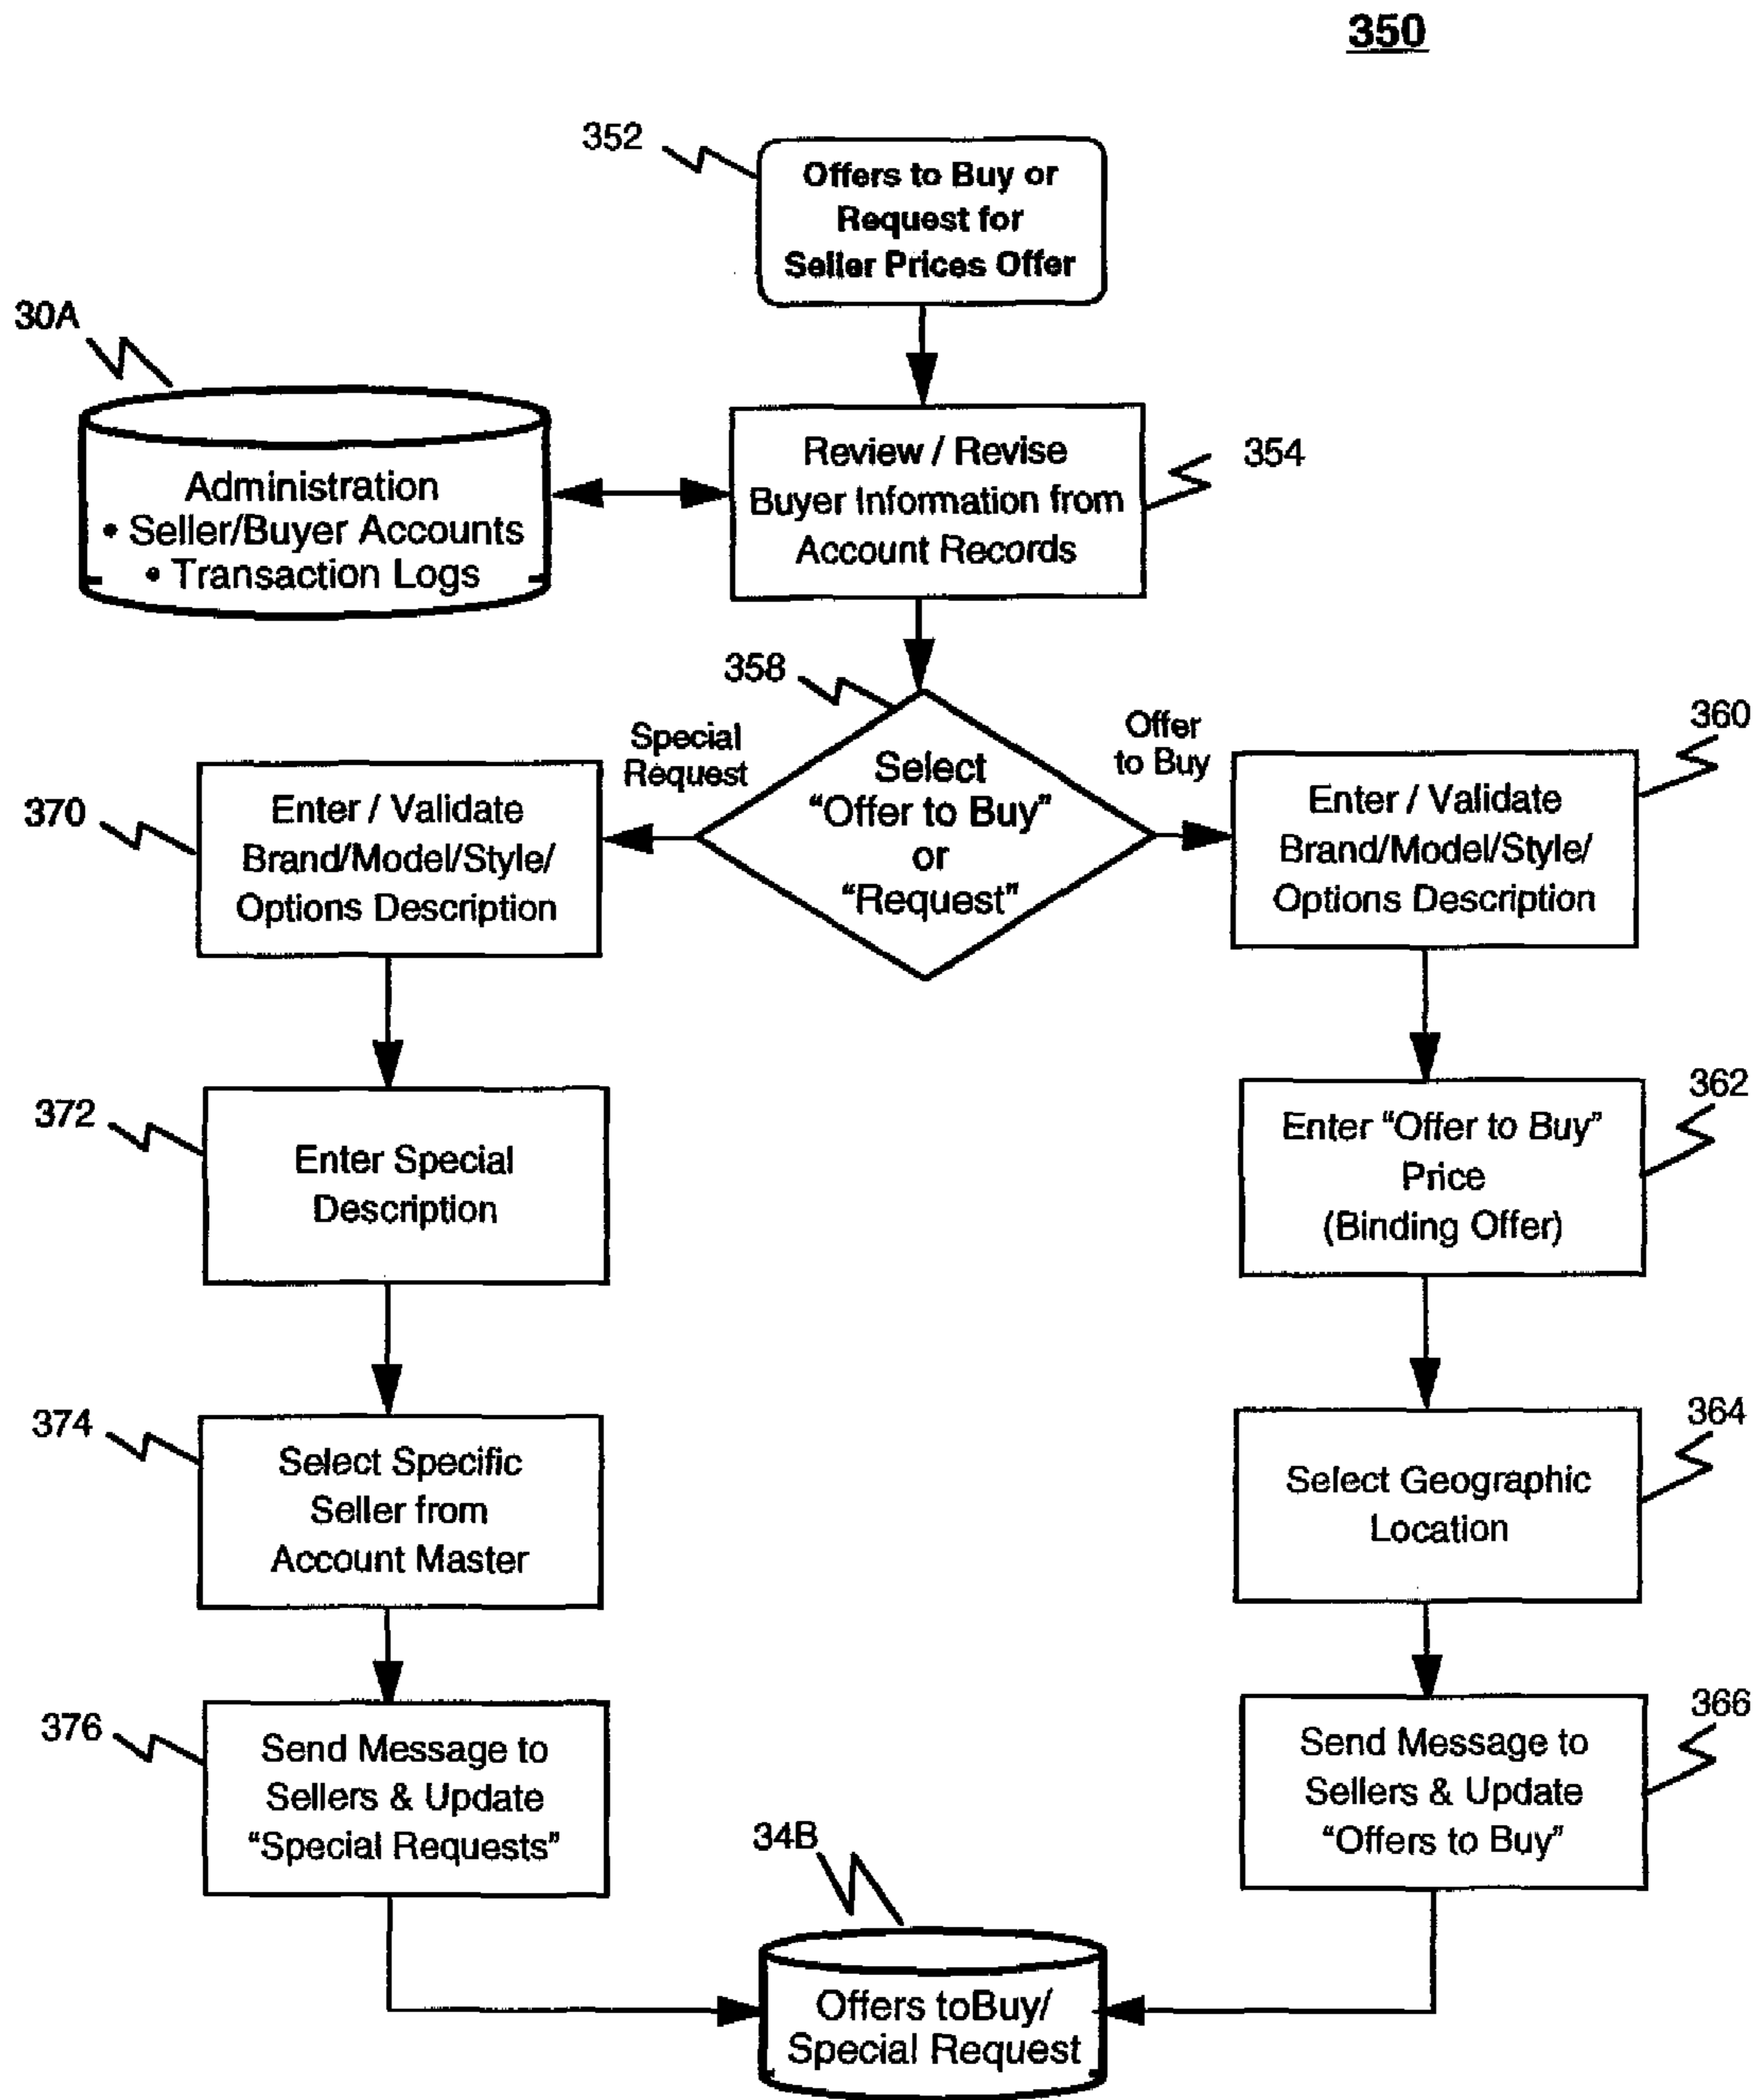 350
352
Offers to Buy or
Request for
Seller Prices Offer
30A
Administration
• Seller/Buyer Accounts
• Transaction Logs
Review / Revise
Buyer Information from
Account Records
354
358
Special
Request
Select
“Offer to Buy”
or
“Request”
Offer
to Buy
360
Enter / Validate
Brand/Model/Style/
Options Description
370
Enter / Validate
Brand/Model/Style/
Options Description
372
Enter Special
Description
362
Enter “Offer to Buy”
Price
(Binding Offer)
374
Select Specific
Seller from
Account Master
364
Select Geographic
Location
376
Send Message to
Sellers & Update
“Special Requests”
366
Send Message to
Sellers & Update
“Offers to Buy”
34B
Offers toBuy/
Special Request